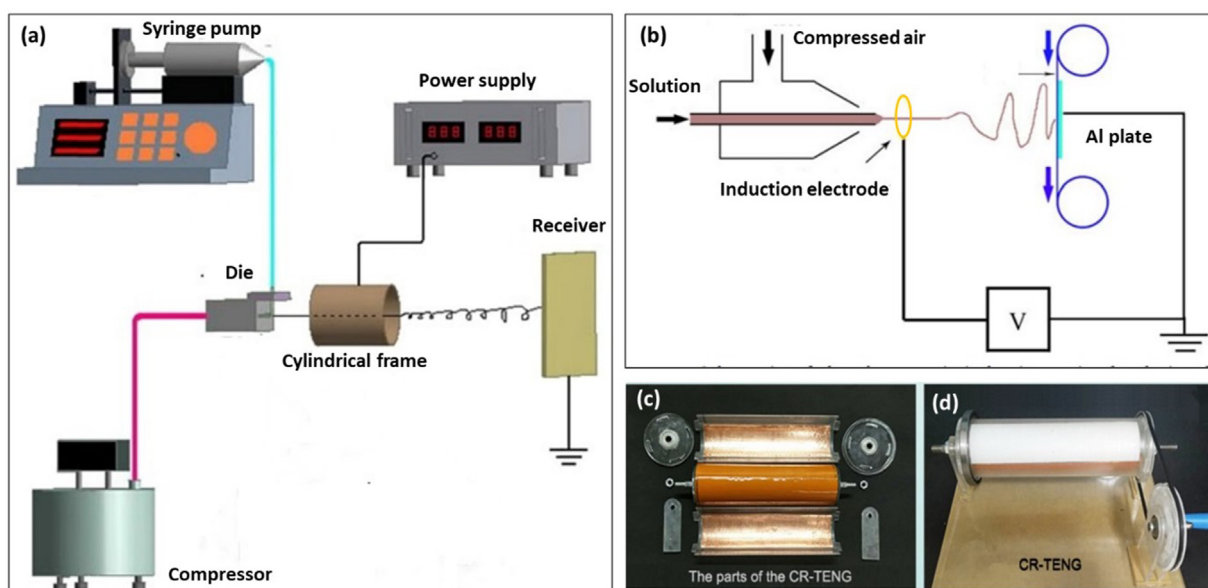 (a)
Syringe pump
Power supply
888 888
Receiver
Die
Cylindrical frame
Compressor
(b)
Compressed air
Solution
Al plate
Induction electrode
V
(c)
The parts of the CR-TENG
(d)
CR-TENG